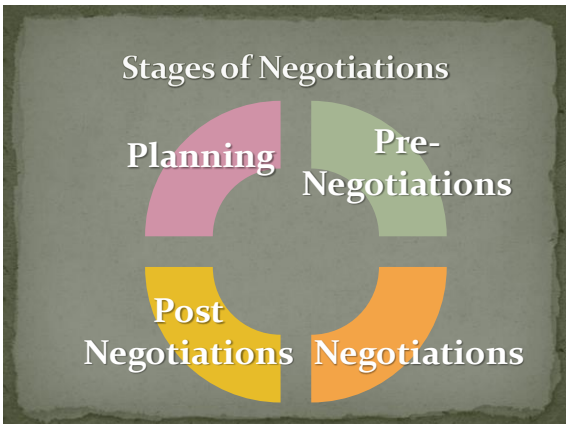 Stages of Negotiations
Planning
Pre-
Negotiations
Post
Negotiations
Negotiations